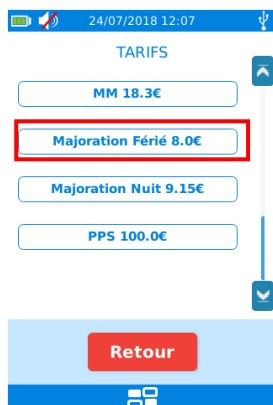 24/07/2018 12:07
TARIFS
MM 18.3€
Majoration Férié 8.0€
Majoration Nuit 9.15€
PPS 100.0€
Retour